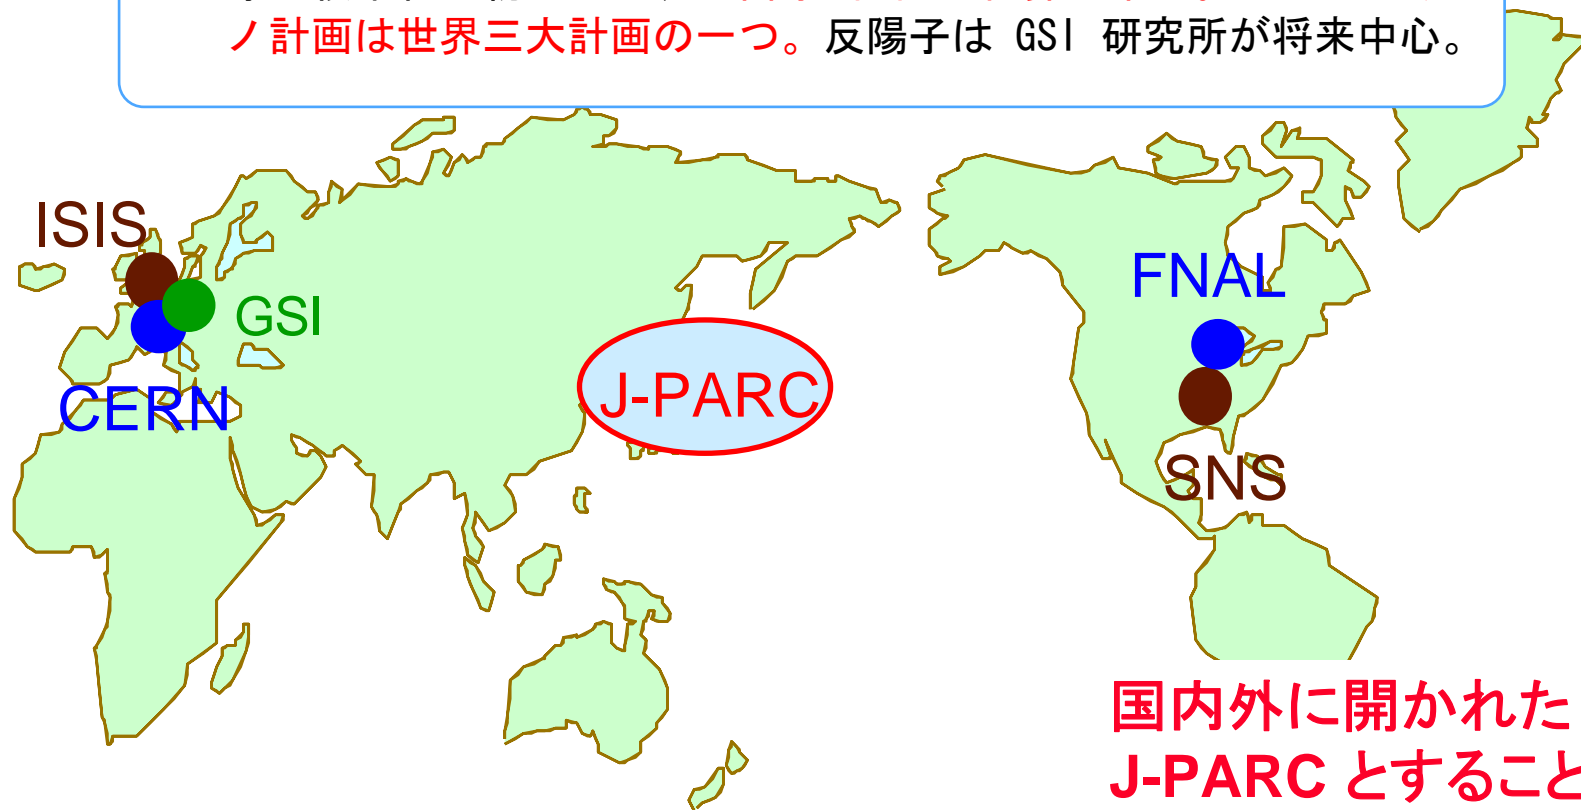 ノ計画は世界三大計画の一つ。反陽子は GSI 研究所が将来中心。
ISIS
GSI
CERN
J-PARC
FNAL
SNS
国内外に開かれた
J-PARC とすること